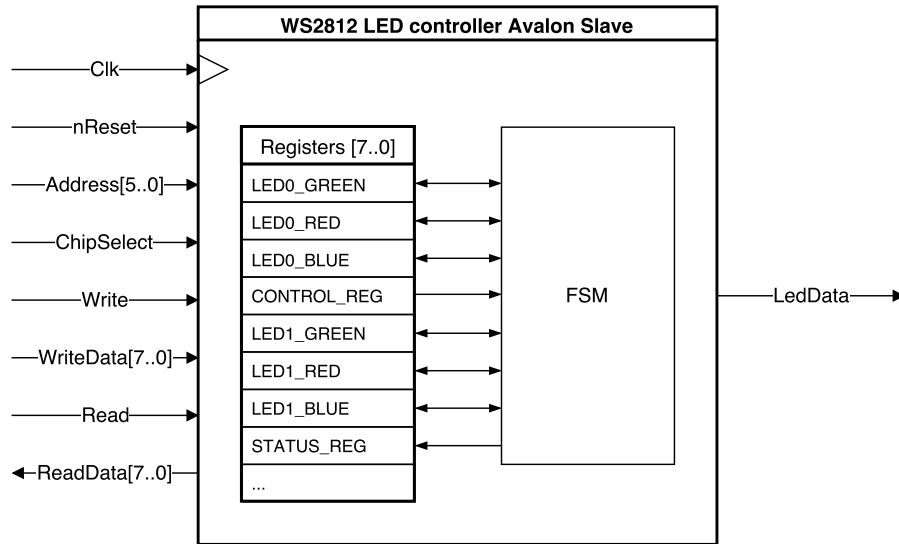 WS2812 LED controller Avalon Slave
Clk
nReset
Address[5..0]
ChipSelect
Write
WriteData[7..0]
Read
ReadData[7..0]
Registers [7..0]
LED0_GREEN
LED0_RED
LED0_BLUE
CONTROL_REG
LED1_GREEN
LED1_RED
LED1_BLUE
STATUS_REG
...
FSM
LedData